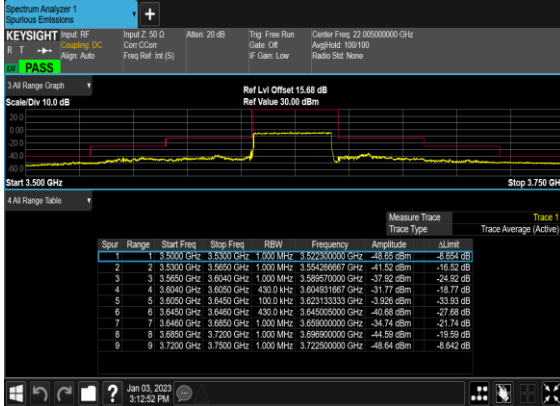 Spectrum Analyzer 1
Spurious Emissions
+
KEYSIGHT Input: RF Input Z: 50 Ω Atten: 20 dB Trig: Free Run Center Freq: 22.005000000 GHz
R T Coupling: DC Corr CCorr Gate: Off Avg|Hold: 100/100
Align: Auto Freq Ref: Int (S) IF Gain: Low Radio Std: None
LXI PASS
3 All Range Graph
Ref Lvl Offset 15.68 dB
Scale/Div 10.0 dB Ref Value 30.00 dBm
20.0
0.00
-20.0
-40.0
-60.0
Start 3.500 GHz Stop 3.750 GH
4 All Range Table
Measure Trace Trace 1
Trace Type Trace Average (Active)
Spur Range Start Freq Stop Freq RBW Frequency Amplitude ΔLimit
1 1 3.5000 GHz 3.5300 GHz 1.000 MHz 3.522300000 GHz -48.65 dBm -8.654 dB
2 2 3.5300 GHz 3.5650 GHz 1.000 MHz 3.554266667 GHz -41.52 dBm -16.52 dB
3 3 3.5650 GHz 3.6040 GHz 1.000 MHz 3.589570000 GHz -37.92 dBm -24.92 dB
4 4 3.6040 GHz 3.6050 GHz 430.0 kHz 3.604931667 GHz -31.77 dBm -18.77 dB
5 5 3.6050 GHz 3.6450 GHz 100.0 kHz 3.623133333 GHz -3.926 dBm -33.93 dB
6 6 3.6450 GHz 3.6460 GHz 430.0 kHz 3.645005000 GHz -40.68 dBm -27.68 dB
7 7 3.6460 GHz 3.6850 GHz 1.000 MHz 3.659000000 GHz -34.74 dBm -21.74 dB
8 8 3.6850 GHz 3.7200 GHz 1.000 MHz 3.696900000 GHz -44.59 dBm -19.59 dB
9 9 3.7200 GHz 3.7500 GHz 1.000 MHz 3.722500000 GHz -48.64 dBm -8.642 dB
? Jan 03, 2023
3:12:52 PM